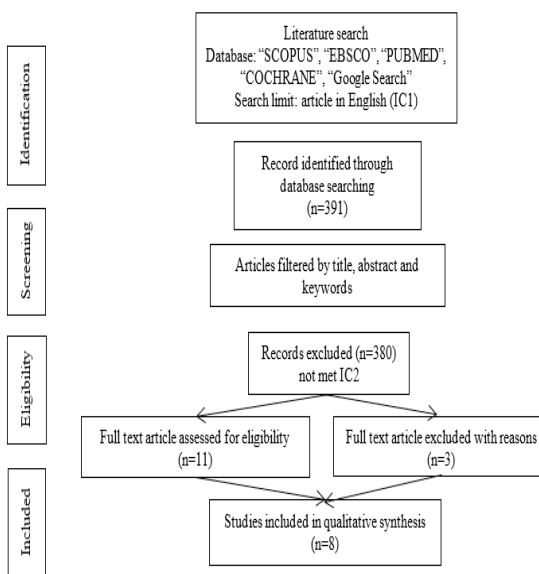 Literature search
Database: “SCOPUS”, “EBSCO”, “PUBMED”,
“COCHRANE”, “Google Search”
Search limit: article in English (IC1)
Identification
Record identified through
database searching
(n=391)
Screening
Articles filtered by title, abstract and
keywords
Eligibility
Records excluded (n=380)
not met IC2
Full text article assessed for eligibility
(n=11)
Full text article excluded with reasons
(n=3)
Included
Studies included in qualitative synthesis
(n=8)